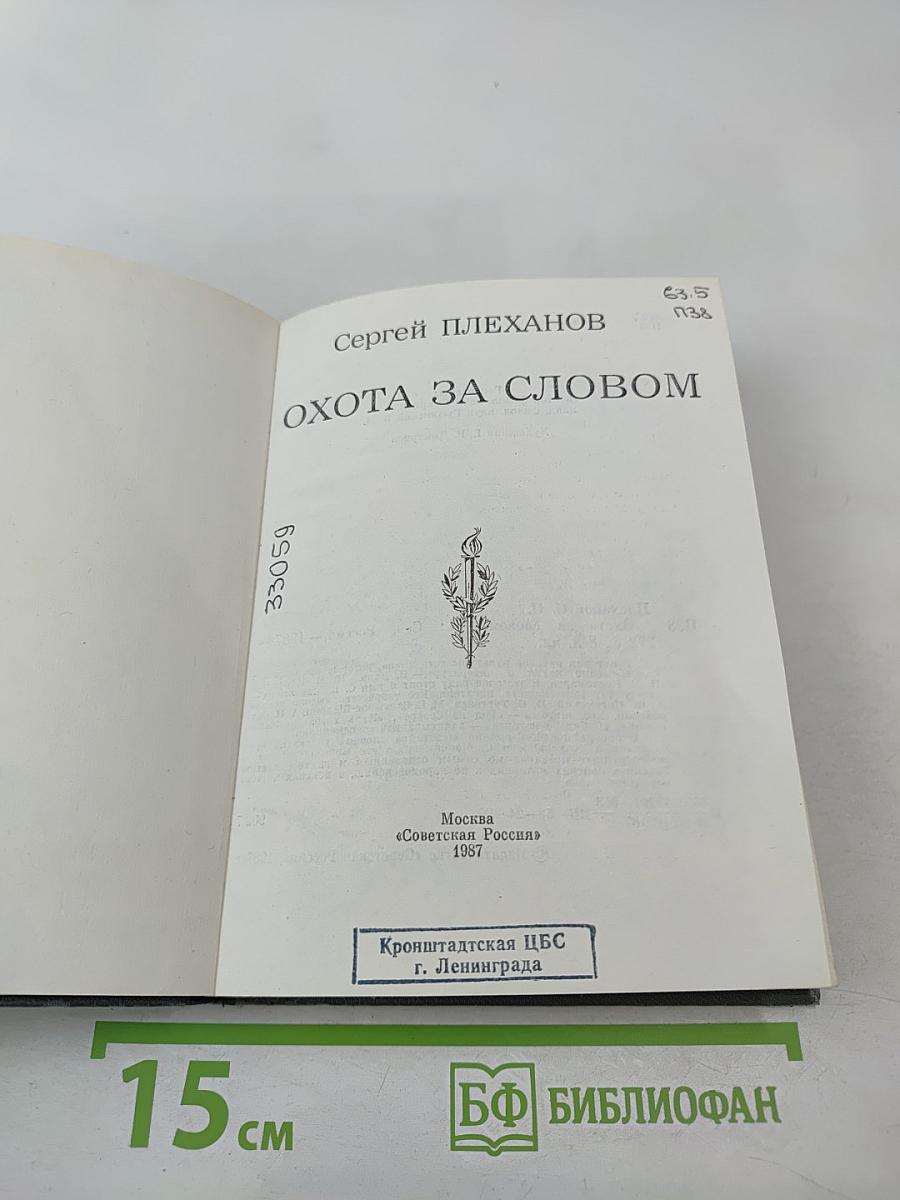 63.5
П38
Сергей ПЛЕХАНОВ
ОХОТА ЗА СЛОВОМ
33059
Москва
«Советская Россия»
1987
Кронштадтская ЦБС
г. Ленинграда
15 см
БФ БИБЛИОФАН